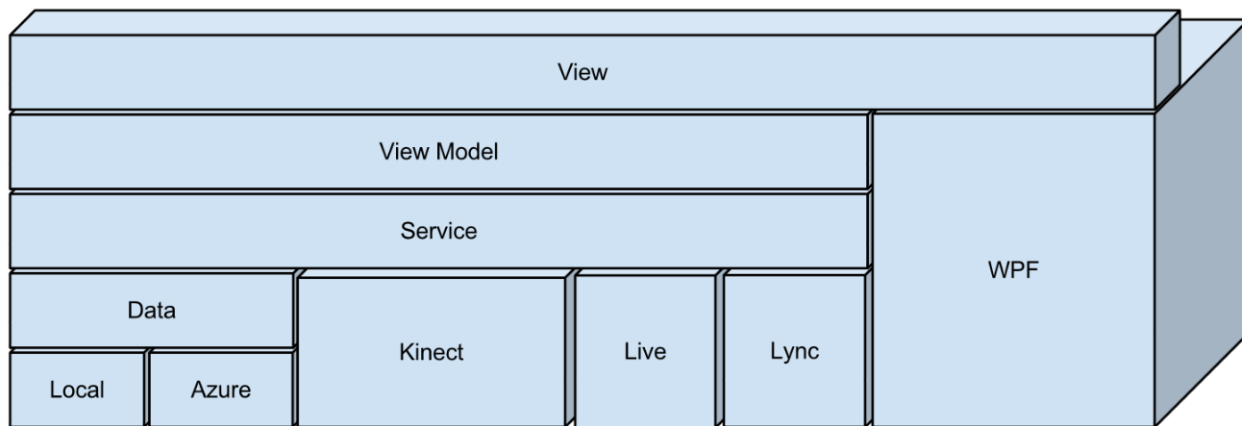 View
View Model
Service
WPF
Data
Kinect
Live
Lync
Local
Azure